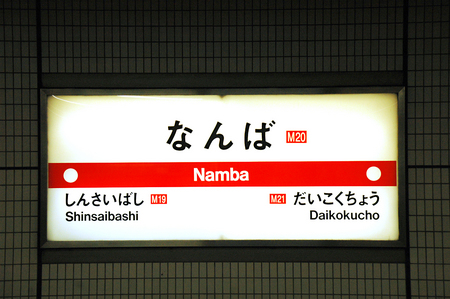 なんば M20
Namba
しんさいばし M19 M21 だいこくちょう
Shinsaibashi Daikokucho